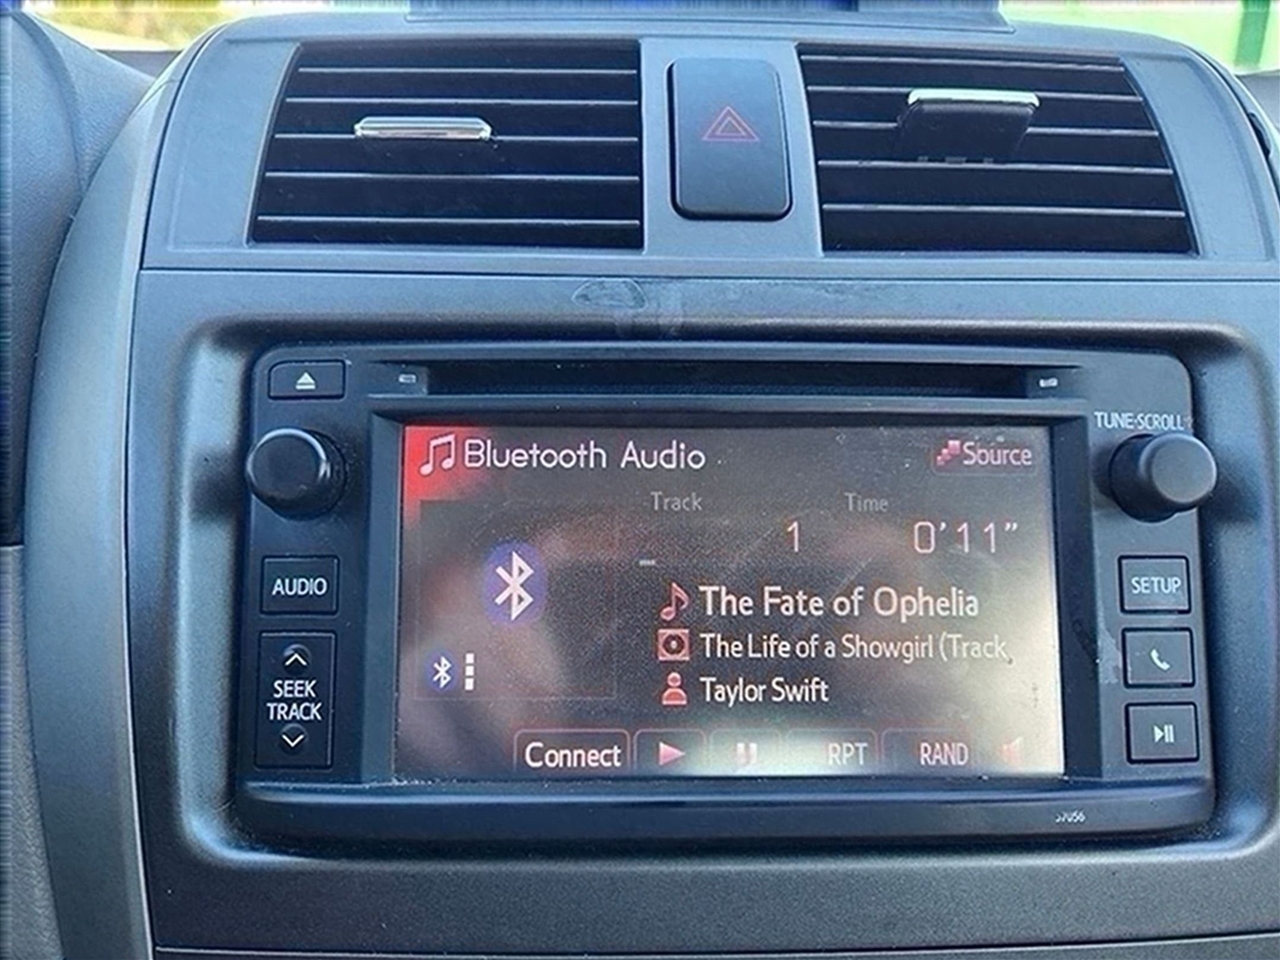 TUNE·SCROLL
Bluetooth Audio
Source
Track
Time
1
0'11"
The Fate of Ophelia
The Life of a Showgirl (Track
Taylor Swift
Connect
RPT
RAND
AUDIO
SEEK
TRACK
SETUP
57056